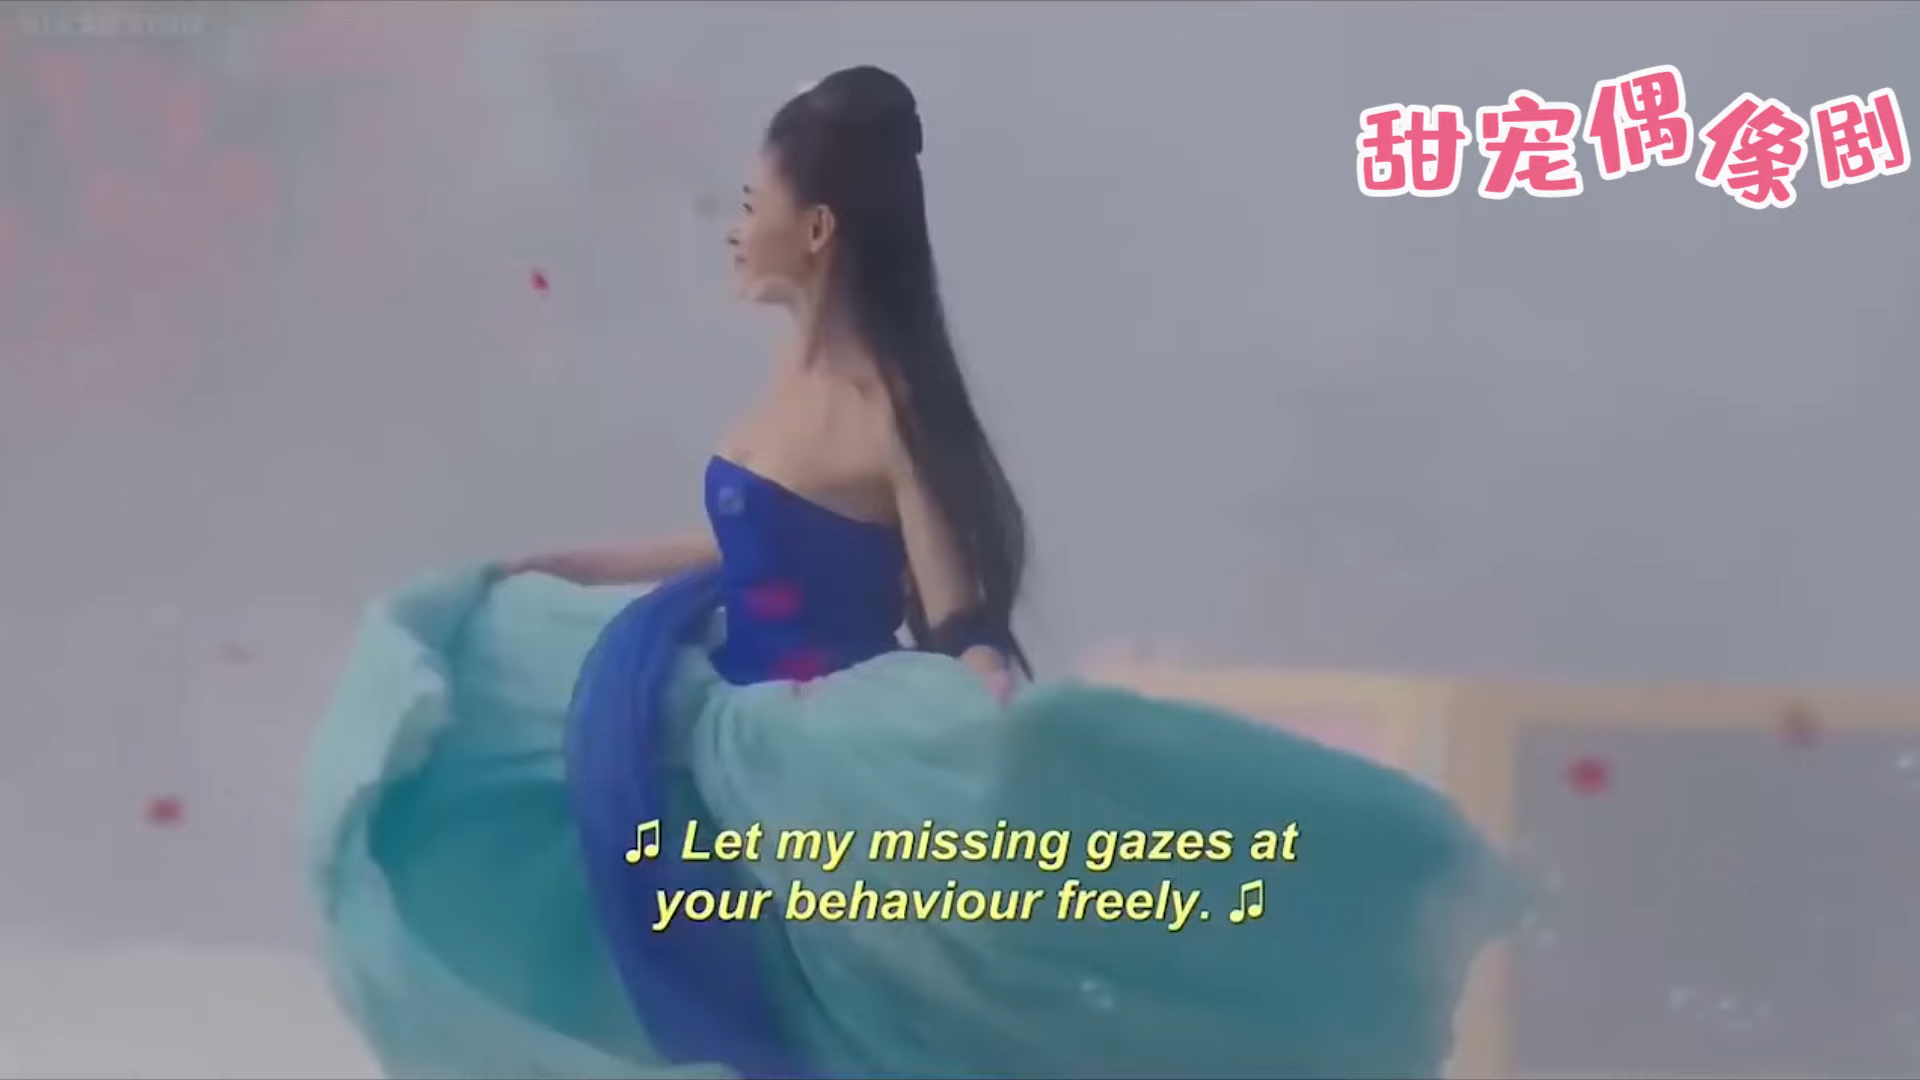 甜宠偶像剧
♫ Let my missing gazes at
your behaviour freely. ♫